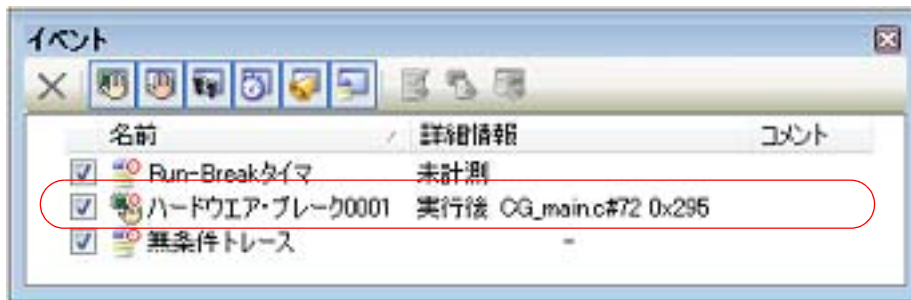 イベント
名前 詳細情報 コメント
Run-Breakタイマ 未計測
ハードウエア・ブレーク0001 実行後 CG_main.c#72 0x295
無条件トレース -